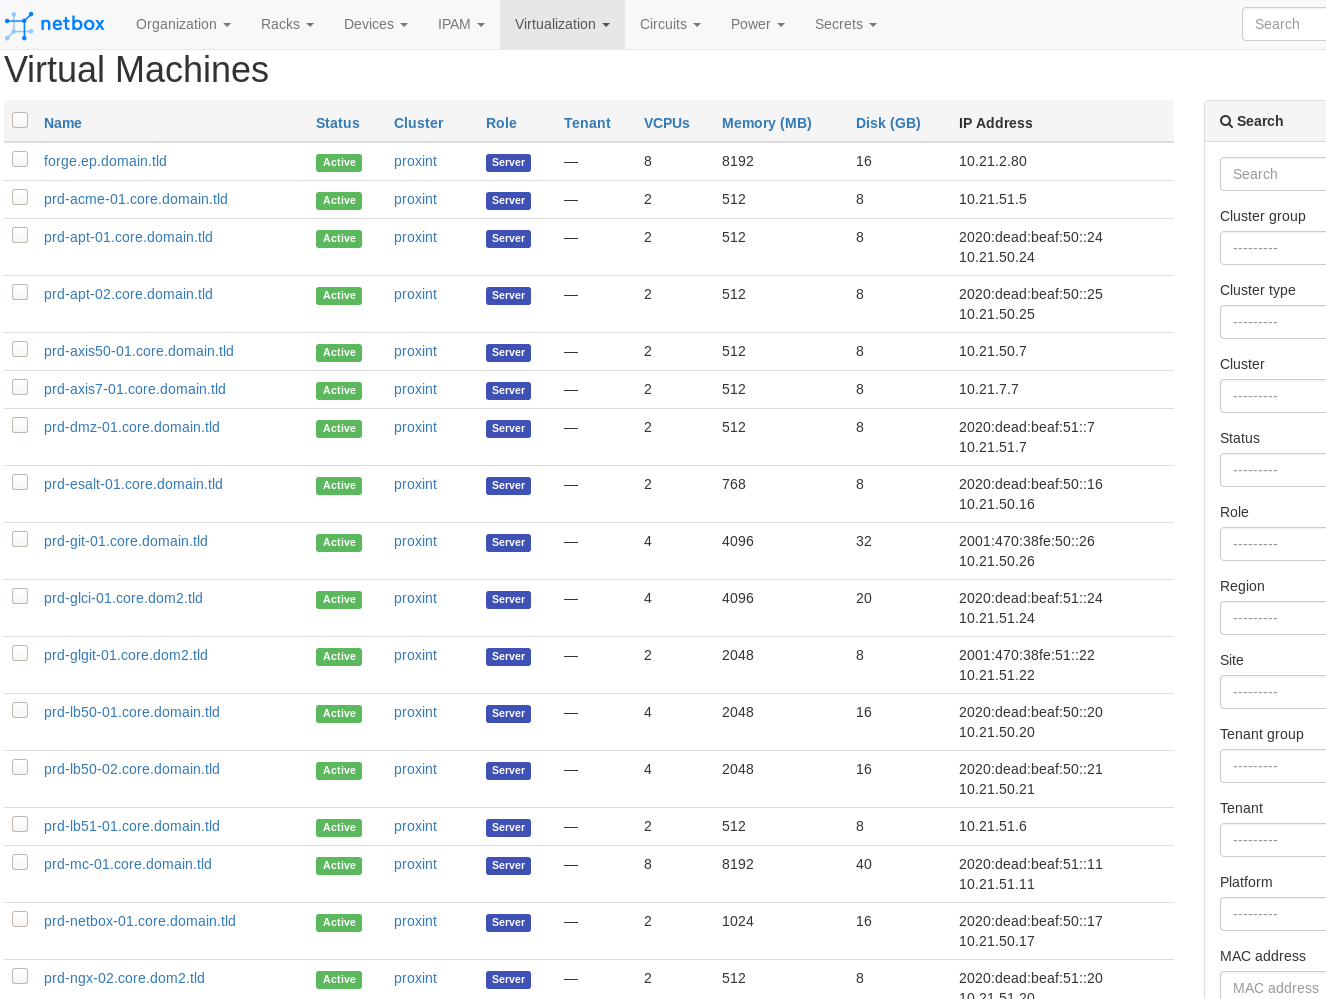 netbox Organization Racks Devices IPAM Virtualization Circuits Power Secrets Search
Virtual Machines
Name Status Cluster Role Tenant VCPUs Memory (MB) Disk (GB) IP Address
forge.ep.domain.tld Active proxint Server — 8 8192 16 10.21.2.80
prd-acme-01.core.domain.tld Active proxint Server — 2 512 8 10.21.51.5
prd-apt-01.core.domain.tld Active proxint Server — 2 512 8 2020:dead:beaf:50::24
10.21.50.24
prd-apt-02.core.domain.tld Active proxint Server — 2 512 8 2020:dead:beaf:50::25
10.21.50.25
prd-axis50-01.core.domain.tld Active proxint Server — 2 512 8 10.21.50.7
prd-axis7-01.core.domain.tld Active proxint Server — 2 512 8 10.21.7.7
prd-dmz-01.core.domain.tld Active proxint Server — 2 512 8 2020:dead:beaf:51::7
10.21.51.7
prd-esalt-01.core.domain.tld Active proxint Server — 2 768 8 2020:dead:beaf:50::16
10.21.50.16
prd-git-01.core.domain.tld Active proxint Server — 4 4096 32 2001:470:38fe:50::26
10.21.50.26
prd-glci-01.core.dom2.tld Active proxint Server — 4 4096 20 2020:dead:beaf:51::24
10.21.51.24
prd-glgit-01.core.dom2.tld Active proxint Server — 2 2048 8 2001:470:38fe:51::22
10.21.51.22
prd-lb50-01.core.domain.tld Active proxint Server — 4 2048 16 2020:dead:beaf:50::20
10.21.50.20
prd-lb50-02.core.domain.tld Active proxint Server — 4 2048 16 2020:dead:beaf:50::21
10.21.50.21
prd-lb51-01.core.domain.tld Active proxint Server — 2 512 8 10.21.51.6
prd-mc-01.core.domain.tld Active proxint Server — 8 8192 40 2020:dead:beaf:51::11
10.21.51.11
prd-netbox-01.core.domain.tld Active proxint Server — 2 1024 16 2020:dead:beaf:50::17
10.21.50.17
prd-ngx-02.core.dom2.tld Active proxint Server — 2 512 8 2020:dead:beaf:51::20
10.21.51.20
Search
Search
Cluster group
---------
Cluster type
---------
Cluster
---------
Status
---------
Role
---------
Region
---------
Site
---------
Tenant group
---------
Tenant
---------
Platform
---------
MAC address
MAC address